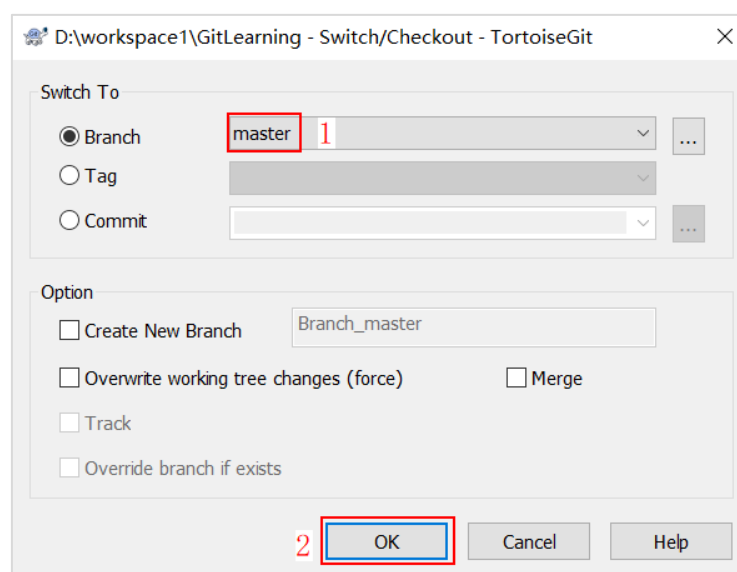 D:\workspace1\GitLearning - Switch/Checkout - TortoiseGit
Switch To
Branch master 1 ...
Tag
Commit ...
Option
Create New Branch Branch_master
Overwrite working tree changes (force) Merge
Track
Override branch if exists
2 OK Cancel Help